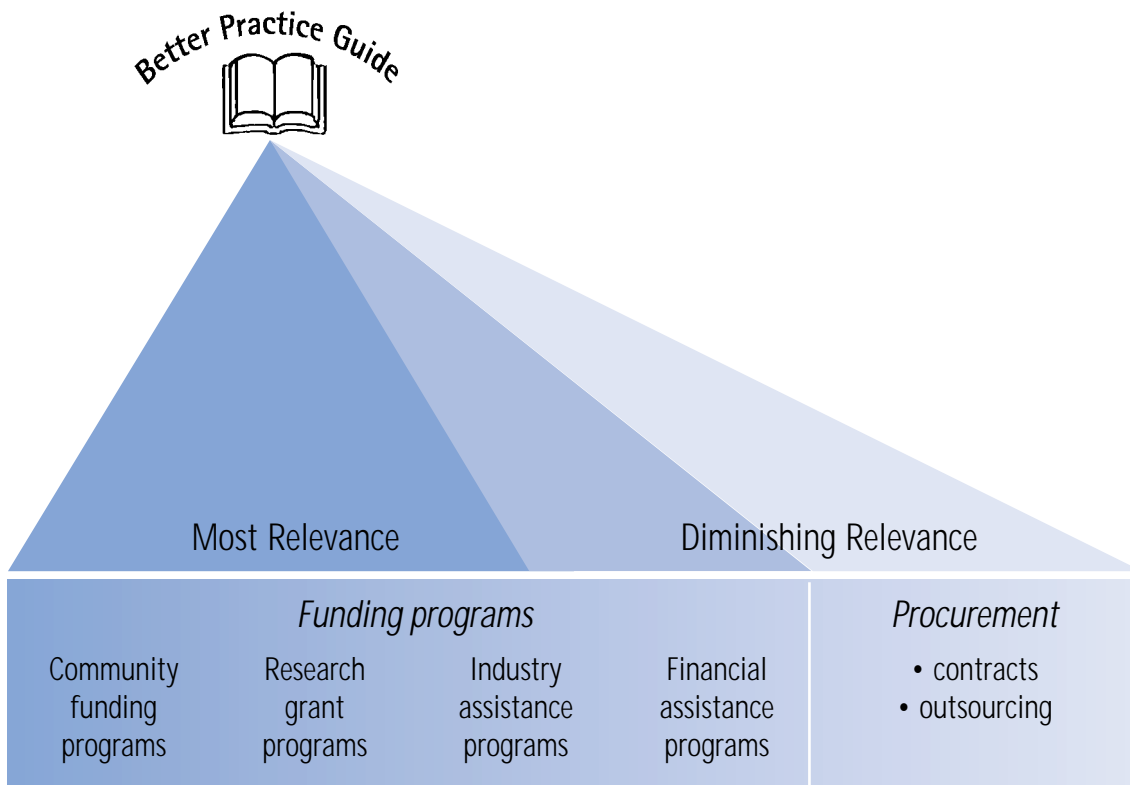 Better Practice Guide
Most Relevance
Diminishing Relevance
Funding programs
Community
funding
programs
Research
grant
programs
Industry
assistance
programs
Financial
assistance
programs
Procurement
• contracts
• outsourcing